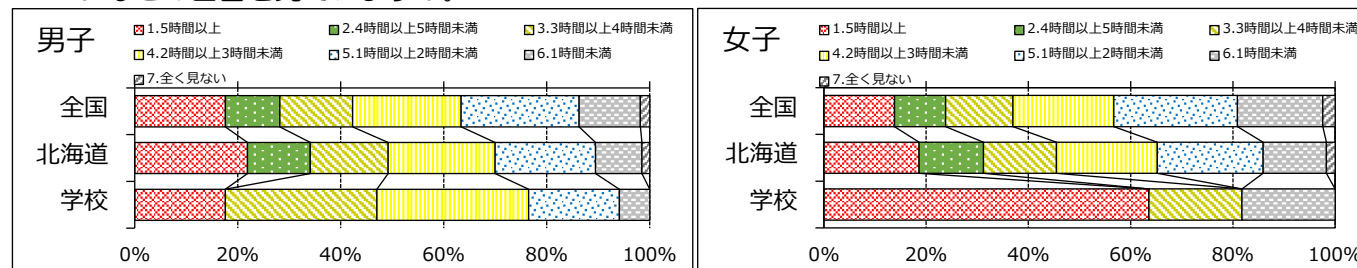 男子
1.5時間以上
2.4時間以上5時間未満
3.3時間以上4時間未満
4.2時間以上3時間未満
5.1時間以上2時間未満
6.1時間未満
7.全く見ない
全国
北海道
学校
0% 20% 40% 60% 80% 100%
女子
1.5時間以上
2.4時間以上5時間未満
3.3時間以上4時間未満
4.2時間以上3時間未満
5.1時間以上2時間未満
6.1時間未満
7.全く見ない
全国
北海道
学校
0% 20% 40% 60% 80% 100%